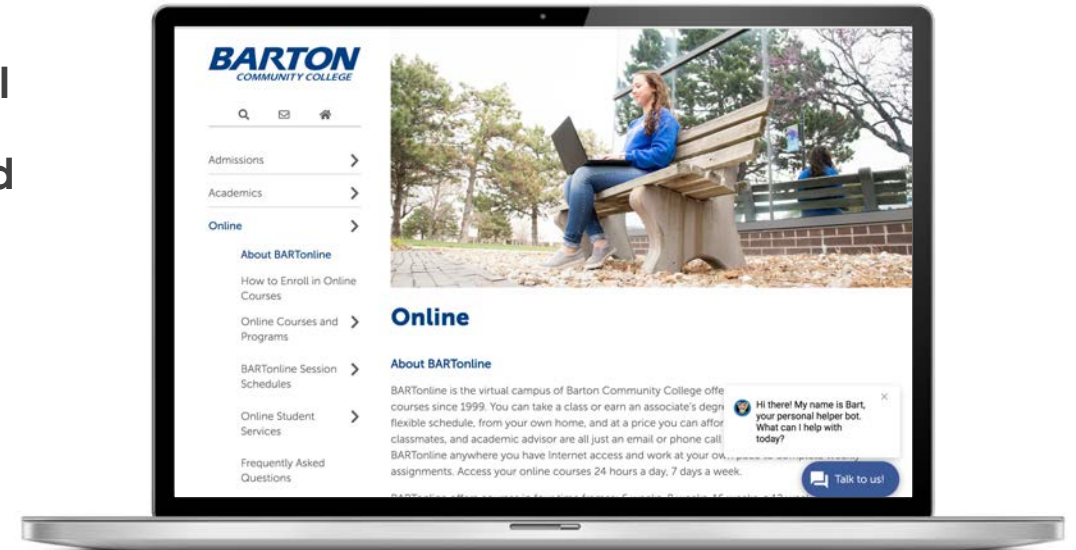 l
d
BARTON
COMMUNITY COLLEGE
Admissions
Academics
Online
About BARTonline
How to Enroll in Online
Courses
Online Courses and
Programs
BARTonline Session
Schedules
Online Student
Services
Frequently Asked
Questions
Online
About BARTonline
BARTonline is the virtual campus of Barton Community College offe
courses since 1999. You can take a class or earn an associate's degre
flexible schedule, from your own home, and at a price you can affor
classmates, and academic advisor are all just an email or phone call
BARTonline anywhere you have Internet access and work at your own
assignments. Access your online courses 24 hours a day, 7 days a week.
Hi there! My name is Bart,
your personal helper bot.
What can I help with
today?
Talk to us!